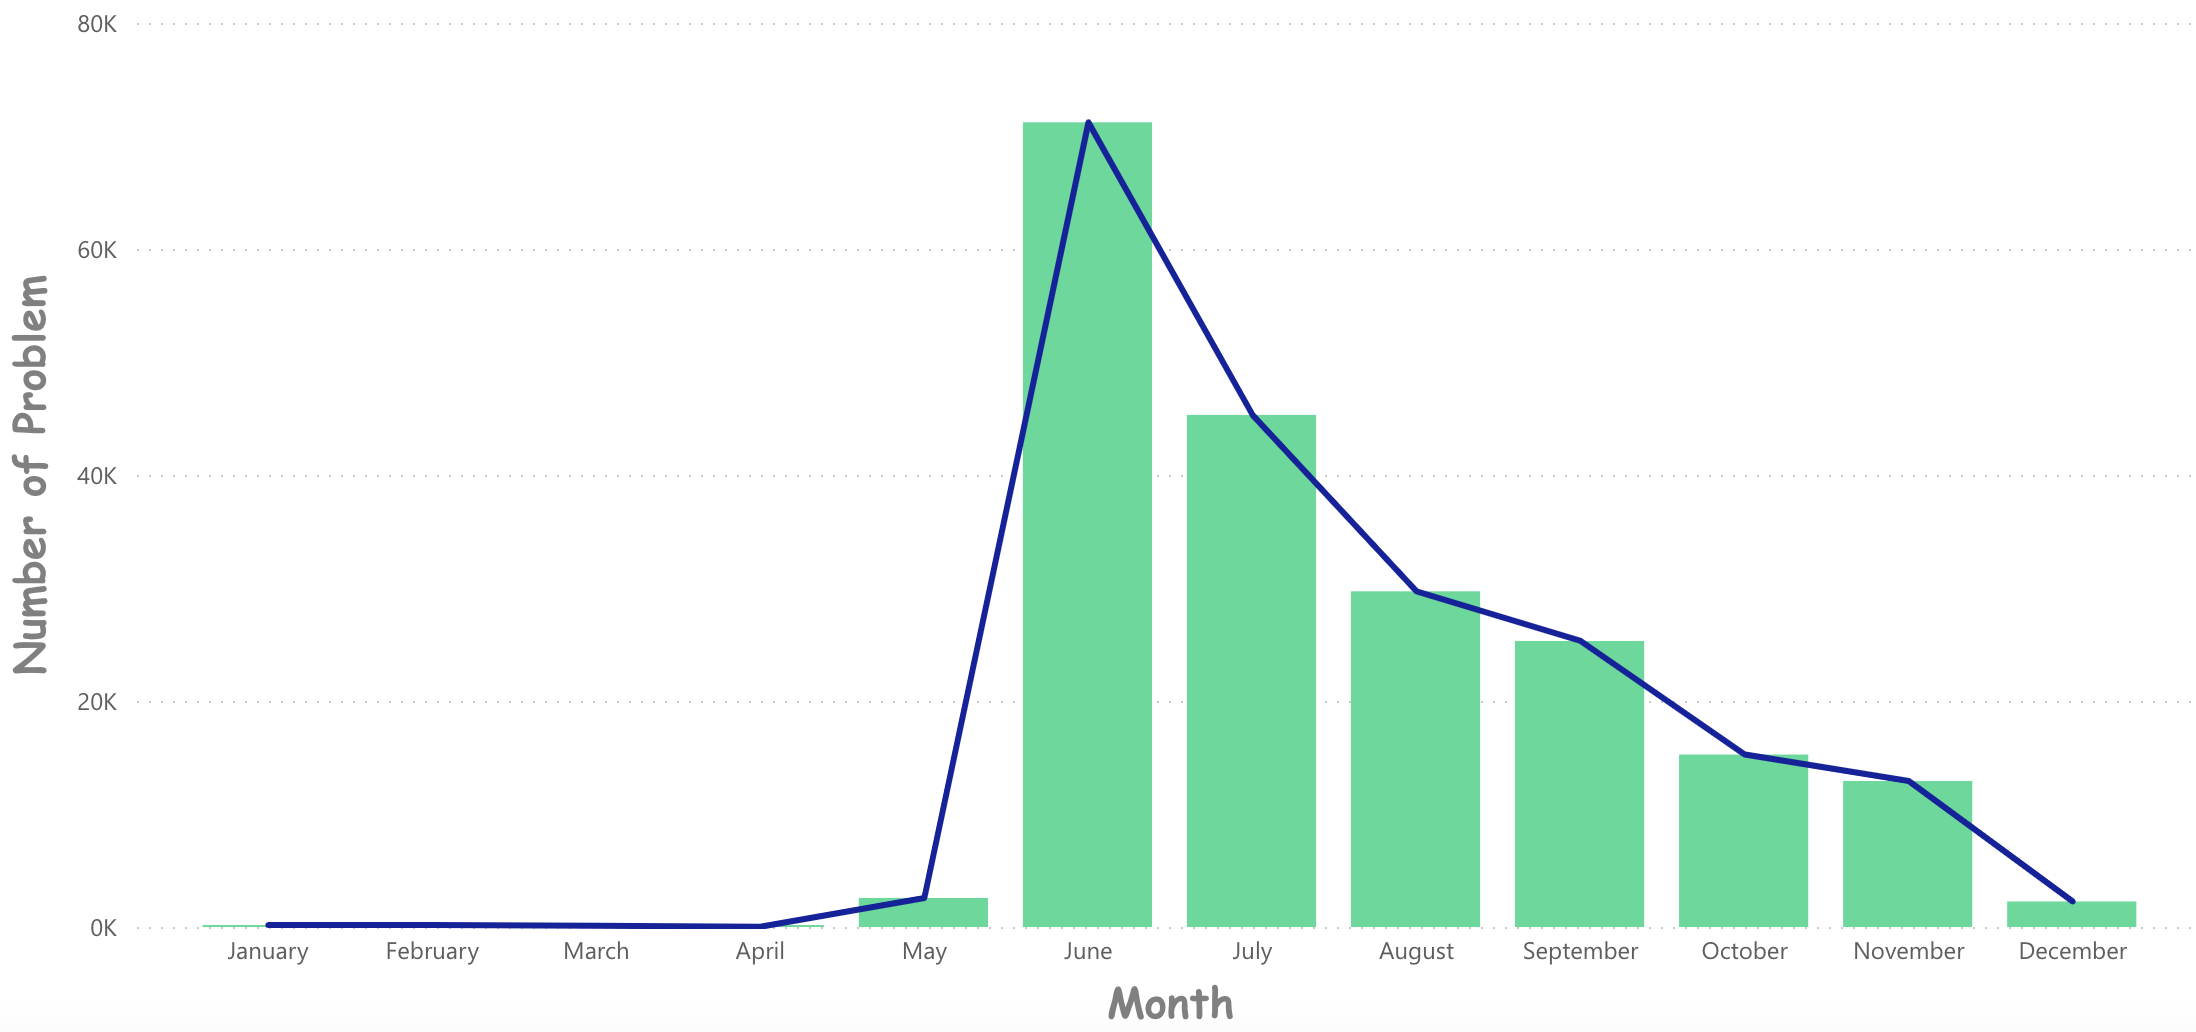 80K
60K
40K
20K
0K
Number of Problem
January February March April May June July August September October November December
Month